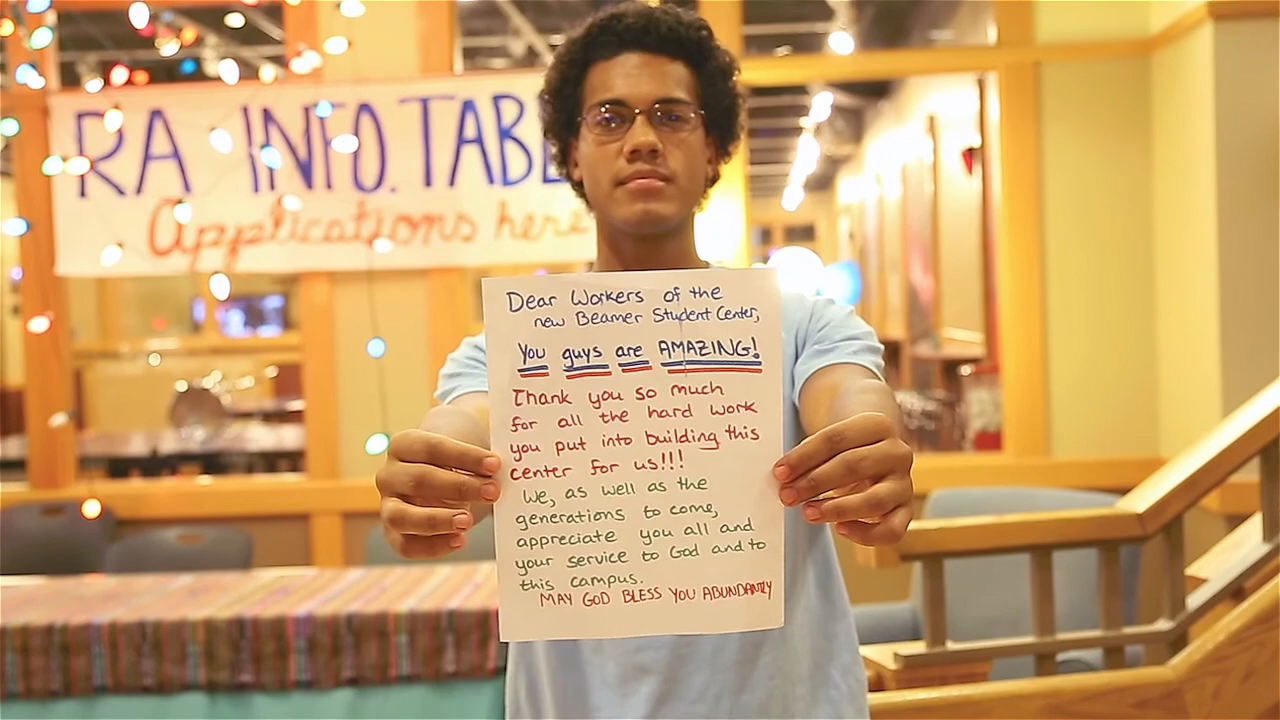 RA INFO. TABL
Applications here
Dear Workers of the
new Beamer Student Center,
You guys are AMAZING!
Thank you so much
for all the hard work
you put into building this
center for us!!!
We, as well as the
generations to come,
appreciate you all and
your service to God and to
this campus.
MAY GOD BLESS YOU ABUNDANTLY